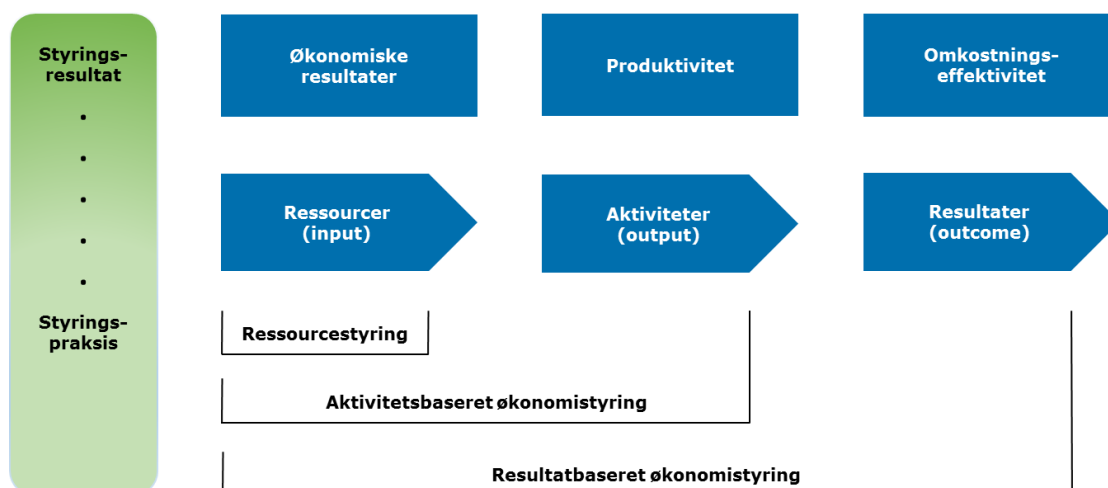 Styrings-
resultat
Styrings-
praksis
Økonomiske
resultater
Produktivitet
Omkostnings-
effektivitet
Ressourcer
(input)
Aktiviteter
(output)
Resultater
(outcome)
Ressourcestyring
Aktivitetsbaseret økonomistyring
Resultatbaseret økonomistyring